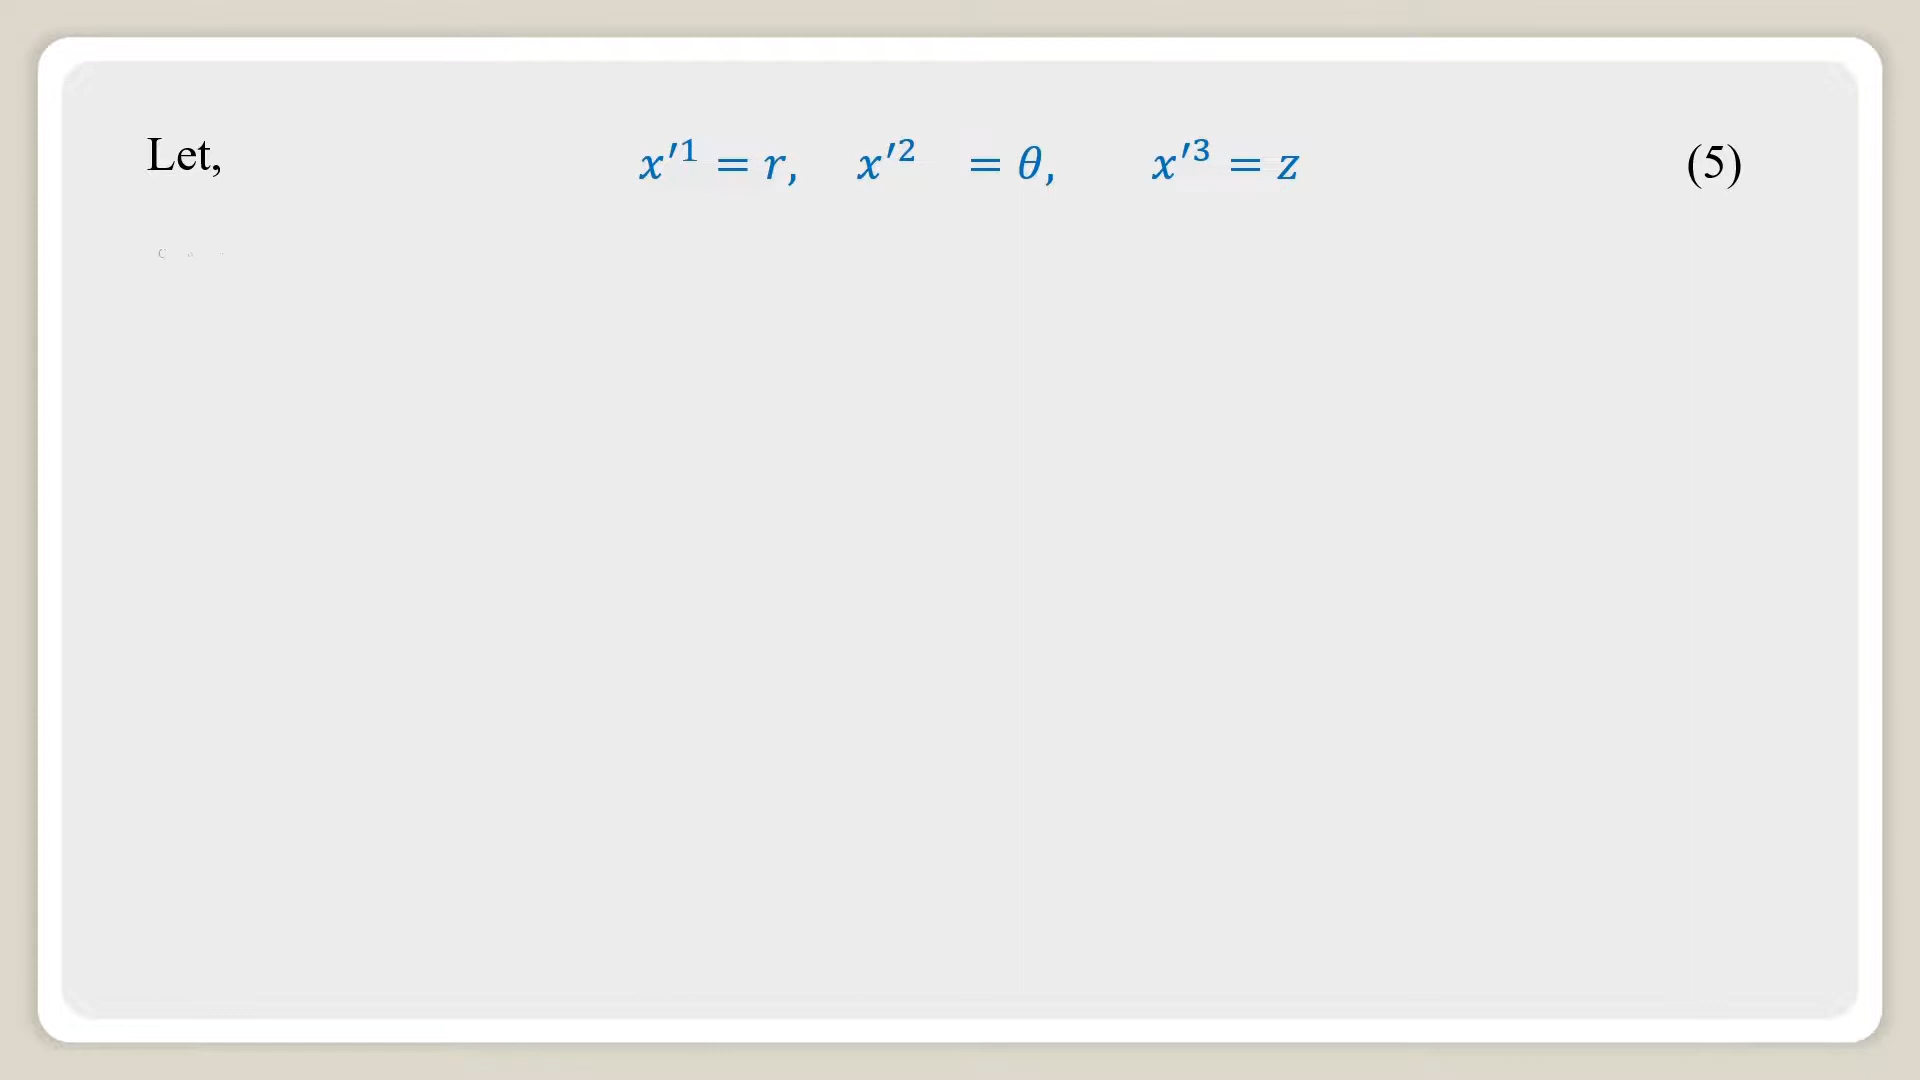 Let, x′¹ = r, x′² = θ, x′³ = z (5)